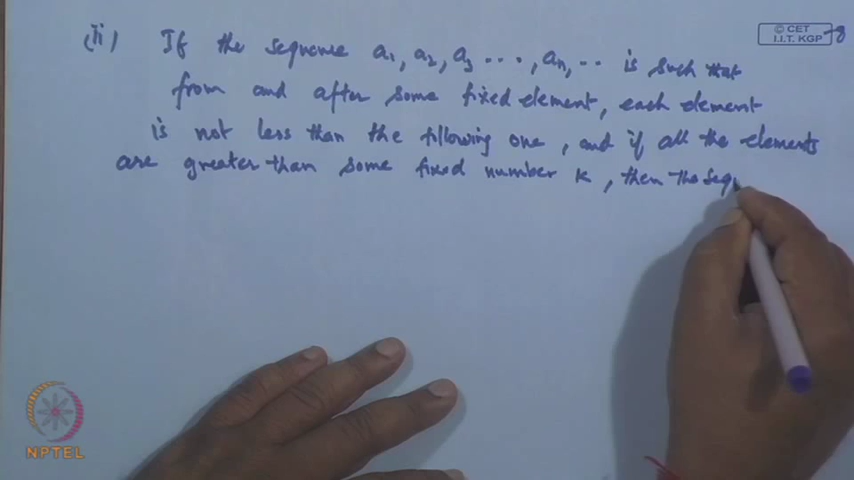 © CET
I.I.T. KGP
8
(ii) If the sequence a1, a2, a3 ...., an, .. is such that
from and after some fixed element, each element
is not less than the following one, and if all the elements
are greater than some fixed number k, then the sequ
NPTEL